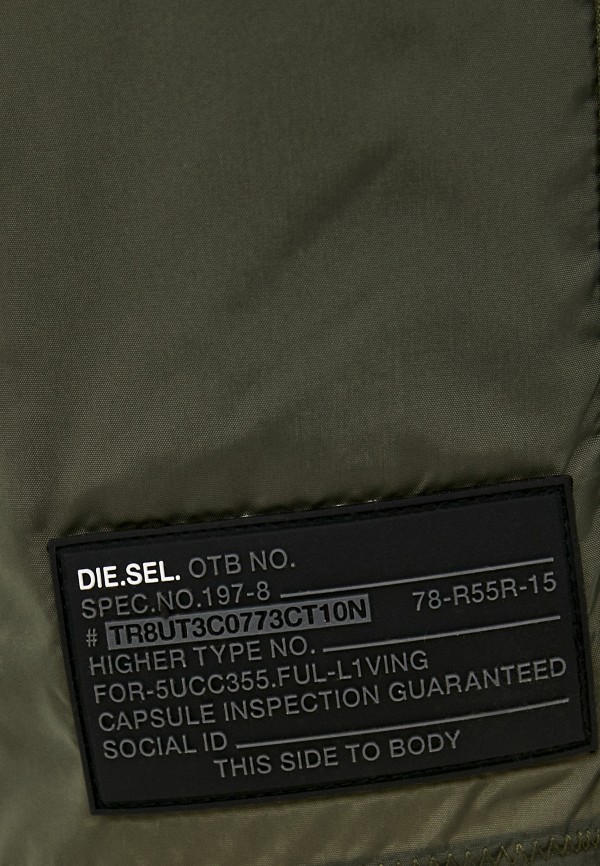 DIE.SEL. OTB NO.
SPEC.NO.197-8
# TR8UT3C0773CT10N 78-R55R-15
HIGHER TYPE NO.
FOR-5UCC355.FUL-L1VING
CAPSULE INSPECTION GUARANTEED
SOCIAL ID
THIS SIDE TO BODY